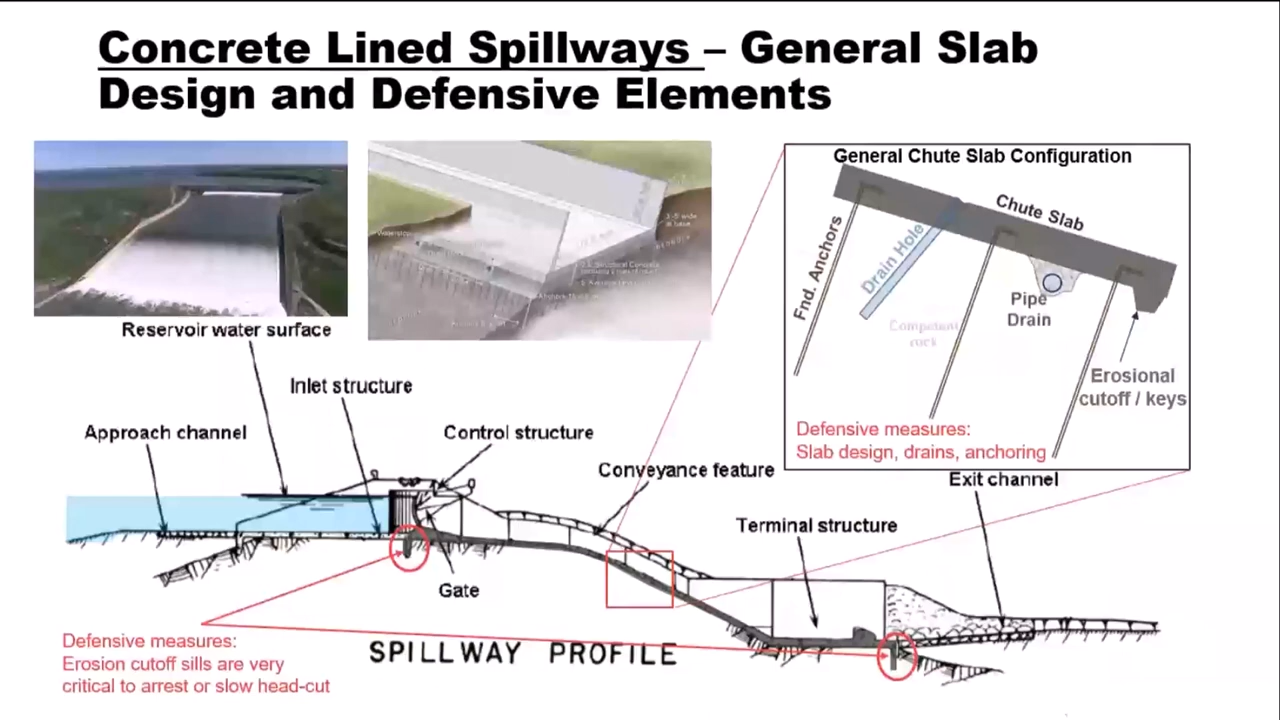 Concrete Lined Spillways – General Slab
Design and Defensive Elements
General Chute Slab Configuration
Chute Slab
Fnd. Anchors
Drain Hole
Pipe
Drain
Competent
rock
Erosional
cutoff / keys
Defensive measures:
Slab design, drains, anchoring
Reservoir water surface
Inlet structure
Approach channel
Control structure
Conveyance feature
Exit channel
Terminal structure
Gate
Defensive measures:
Erosion cutoff sills are very
critical to arrest or slow head-cut
SPILLWAY PROFILE